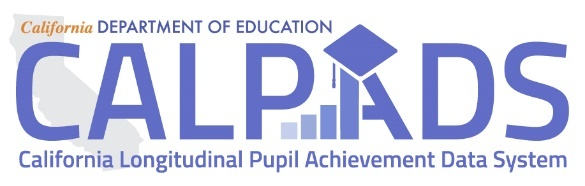 California DEPARTMENT OF EDUCATION
CALPADS
California Longitudinal Pupil Achievement Data System